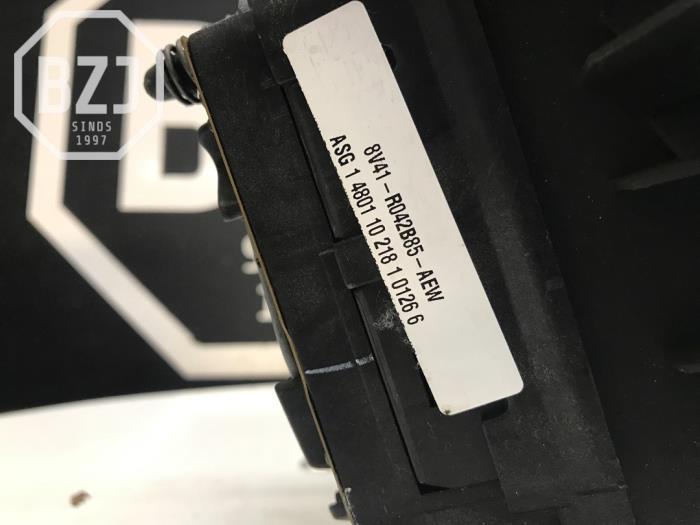 BZJ
SINDS
1997
8V41-R042B85-AEW
ASG 1 4801 10 218 1 0126 6